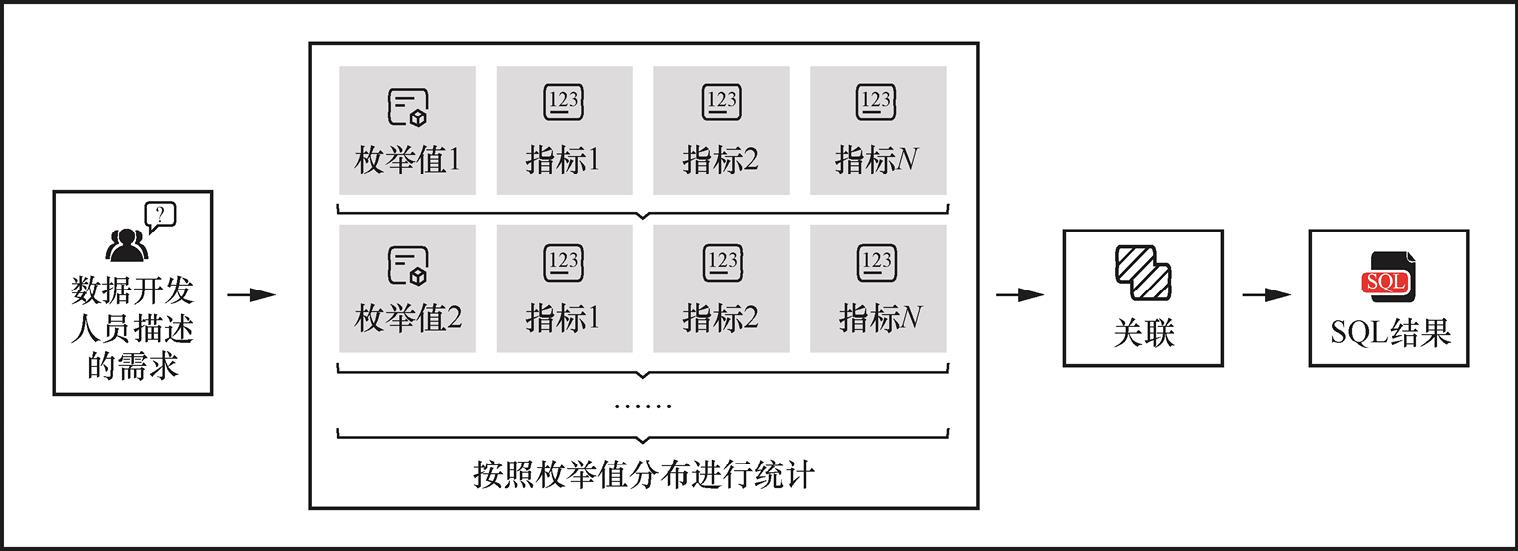 ?
数据开发
人员描述
的需求
123 123 123
枚举值1 指标1 指标2 指标N
123 123 123
枚举值2 指标1 指标2 指标N
……
按照枚举值分布进行统计
关联
SQL
SQL结果